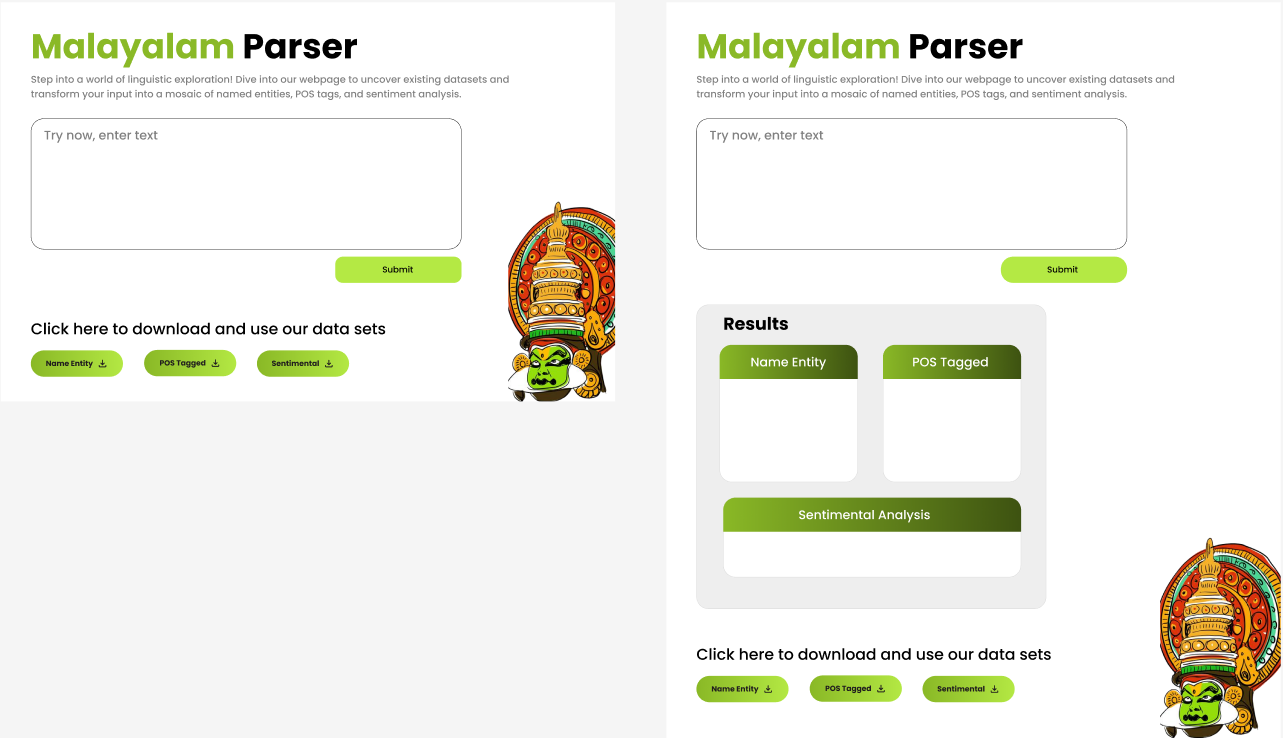 Malayalam Parser
Step into a world of linguistic exploration! Dive into our webpage to uncover existing datasets and
transform your input into a mosaic of named entities, POS tags, and sentiment analysis.
Try now, enter text
Submit
Click here to download and use our data sets
Name Entity
POS Tagged
Sentimental
Malayalam Parser
Step into a world of linguistic exploration! Dive into our webpage to uncover existing datasets and
transform your input into a mosaic of named entities, POS tags, and sentiment analysis.
Try now, enter text
Submit
Results
Name Entity
POS Tagged
Sentimental Analysis
Click here to download and use our data sets
Name Entity
POS Tagged
Sentimental